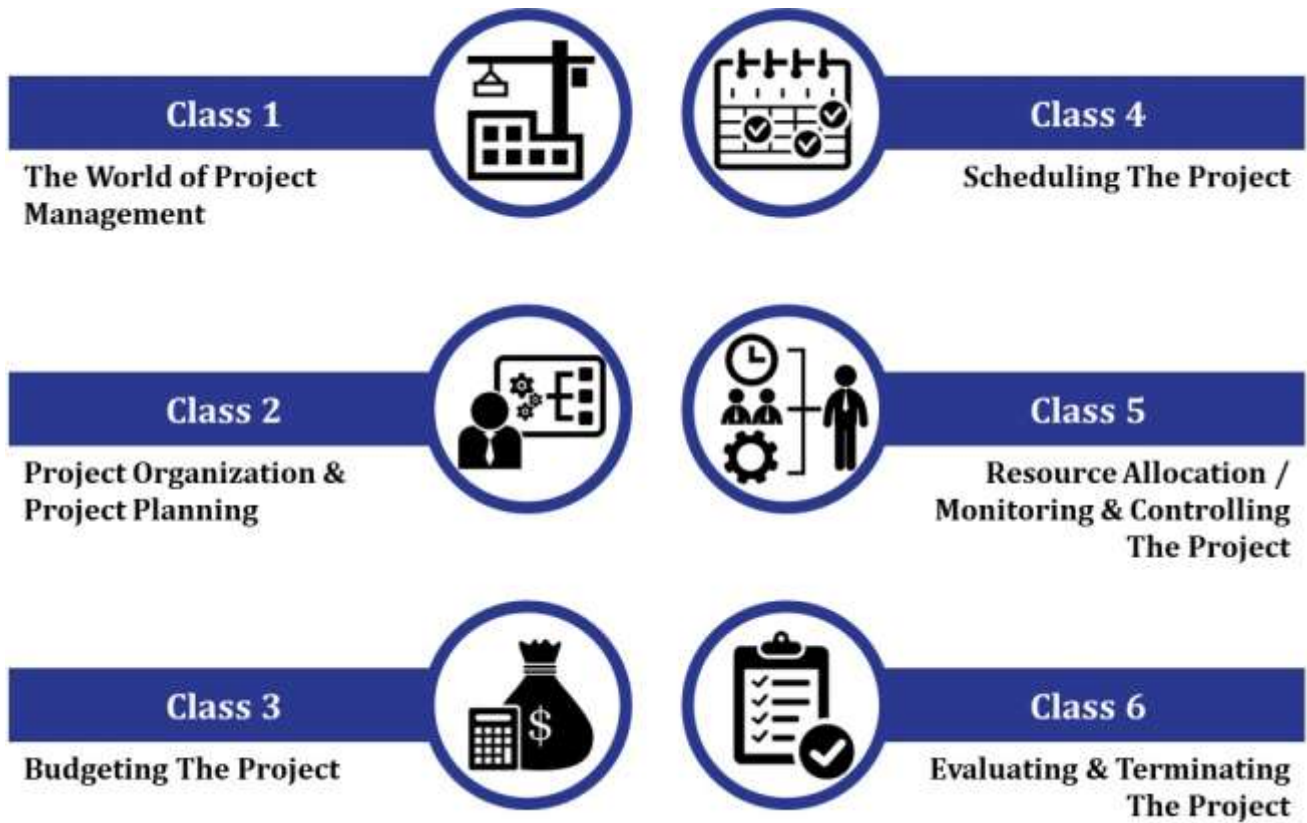 Class 1
The World of Project
Management
Class 2
Project Organization &
Project Planning
Class 3
$
Budgeting The Project
Class 4
Scheduling The Project
Class 5
Resource Allocation /
Monitoring & Controlling
The Project
Class 6
Evaluating & Terminating
The Project